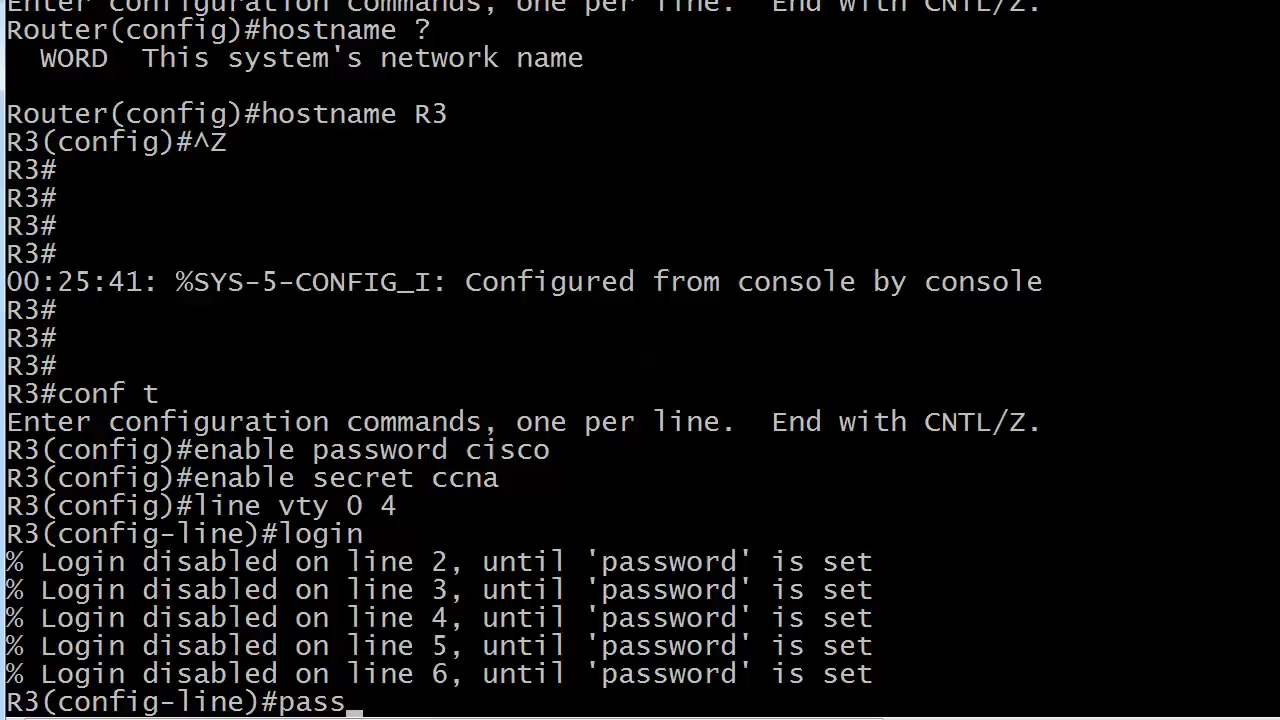 Enter configuration commands, one per line.  End with CNTL/Z.
Router(config)#hostname ?
  WORD  This system's network name
Router(config)#hostname R3
R3(config)#^Z
R3#
R3#
R3#
R3#
00:25:41: %SYS-5-CONFIG_I: Configured from console by console
R3#
R3#
R3#
R3#conf t
Enter configuration commands, one per line.  End with CNTL/Z.
R3(config)#enable password cisco
R3(config)#enable secret ccna
R3(config)#line vty 0 4
R3(config-line)#login
% Login disabled on line 2, until 'password' is set
% Login disabled on line 3, until 'password' is set
% Login disabled on line 4, until 'password' is set
% Login disabled on line 5, until 'password' is set
% Login disabled on line 6, until 'password' is set
R3(config-line)#pass